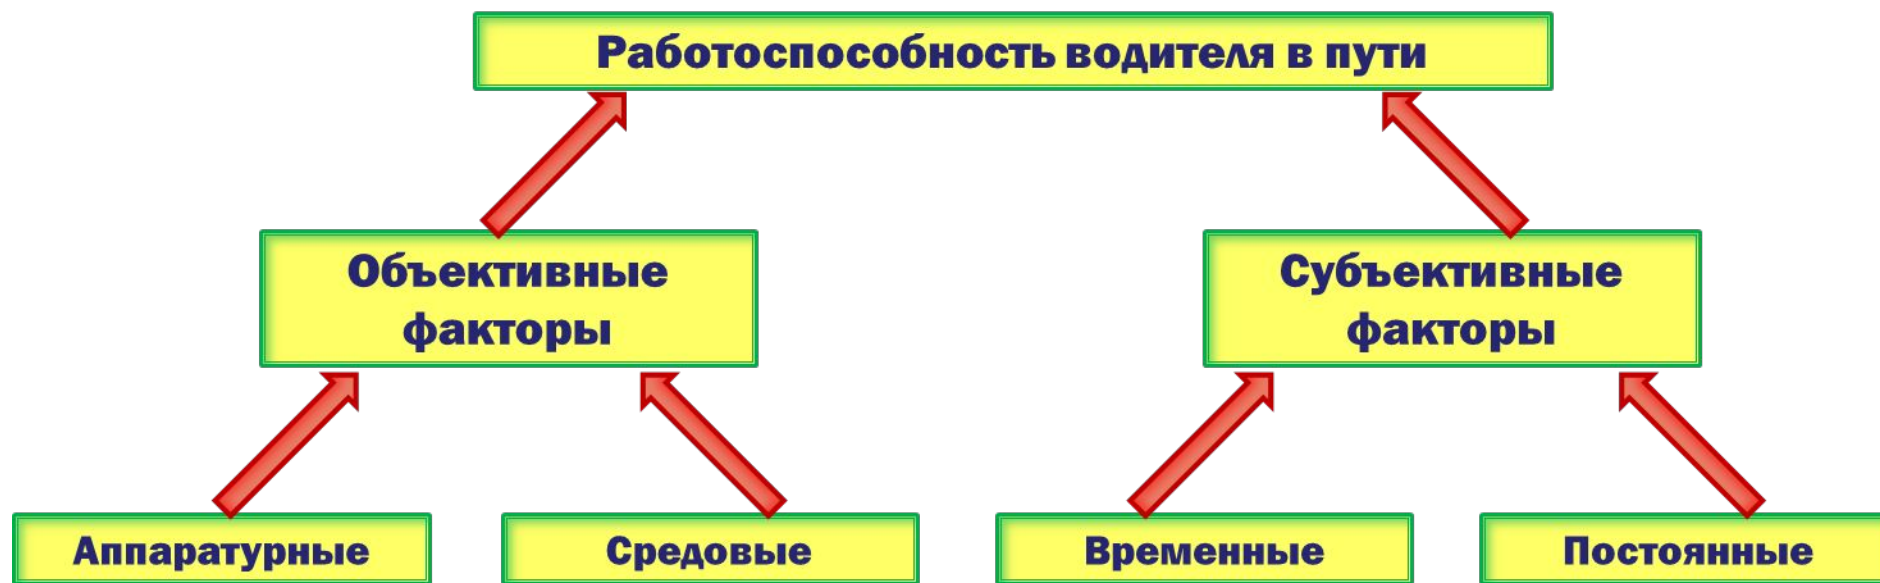 Работоспособность водителя в пути
Объективные
факторы
Субъективные
факторы
Аппаратурные
Средовые
Временные
Постоянные